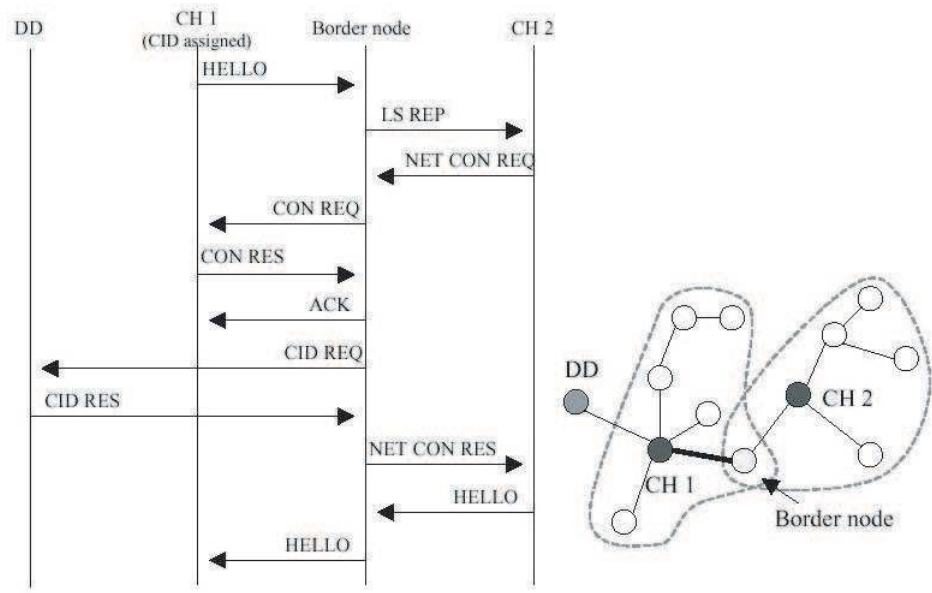 DD
CH 1
(CID assigned)
Border node
CH 2
HELLO
LS REP
NET CON REQ
CON REQ
CON RES
ACK
CID REQ
CID RES
NET CON RES
HELLO
HELLO
DD
CH 2
CH 1
Border node